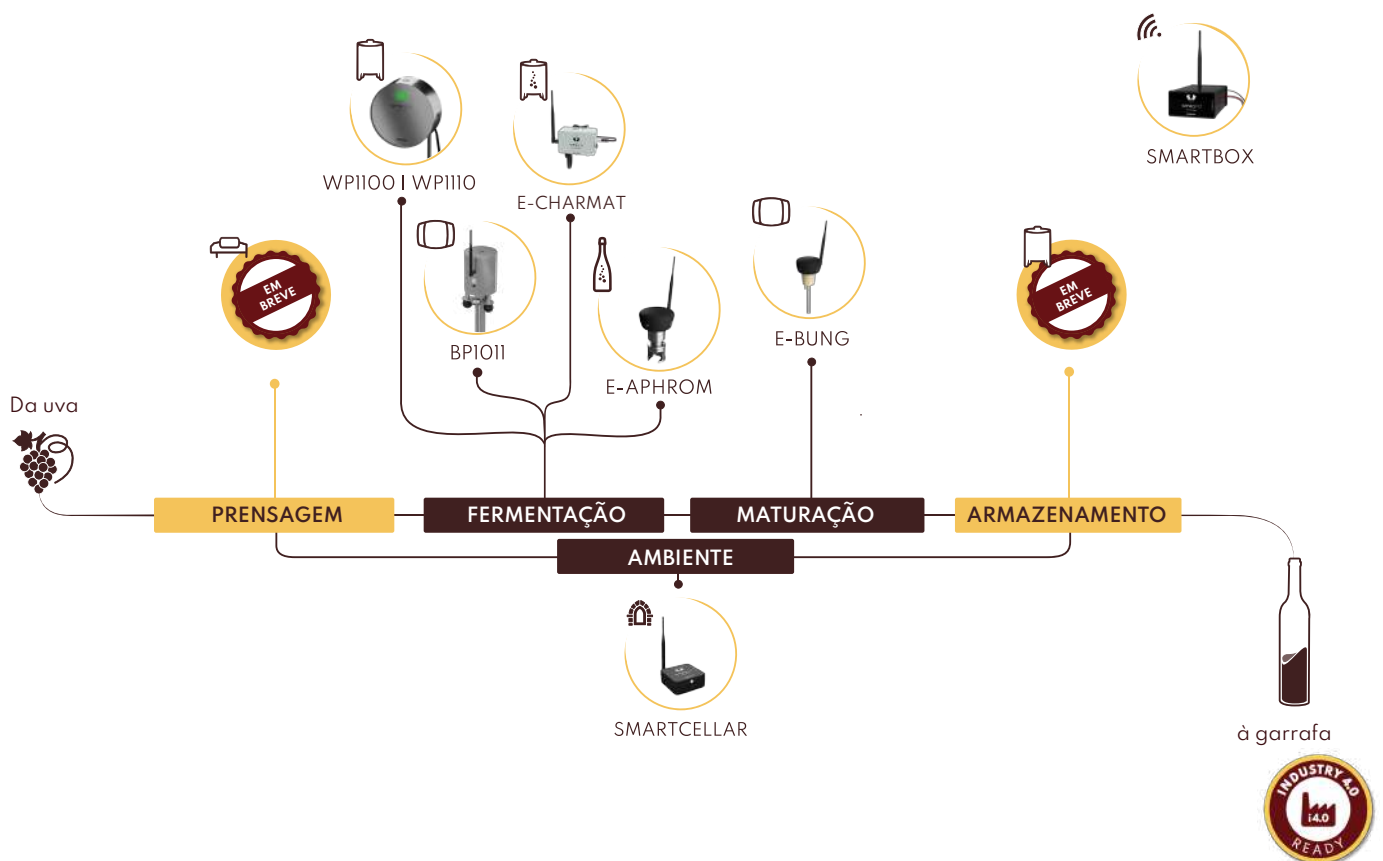 SMARTBOX
WP1100 | WP1110
E-CHARMAT
BP1011
E-APHROM
E-BUNG
EM
BREVE
EM
BREVE
Da uva
PRENSAGEM
FERMENTAÇÃO
MATURAÇÃO
ARMAZENAMENTO
AMBIENTE
SMARTCELLAR
à garrafa
INDUSTRY 4.0
i4.0
READY